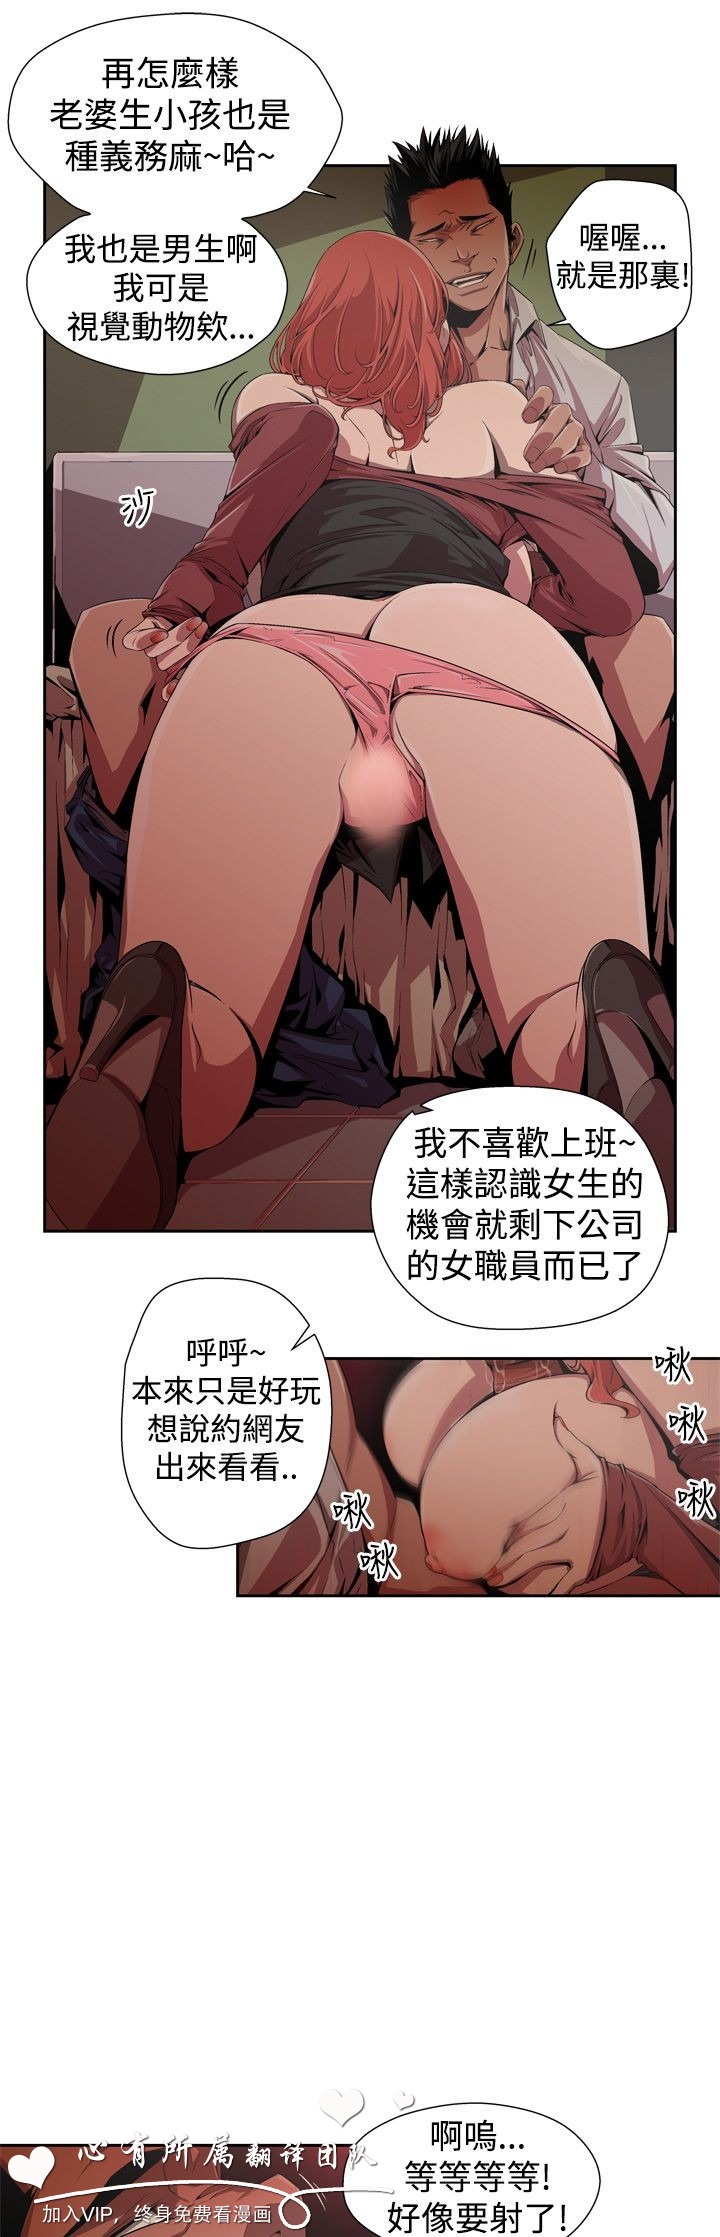 再怎麼樣
老婆生小孩也是
種義務麻~哈~
我也是男生啊
我可是
視覺動物欸...
喔喔...
就是那裏!
沙
我不喜歡上班~
這樣認識女生的
機會就剩下公司
的女職員而已了
呼呼~
本來只是好玩
想說約網友
出來看看..
啾
啾
啾
啾
啾
啊嗚...
等等等等!
好像要射了!
心有所属翻译团队
加入VIP，终身免费看漫画